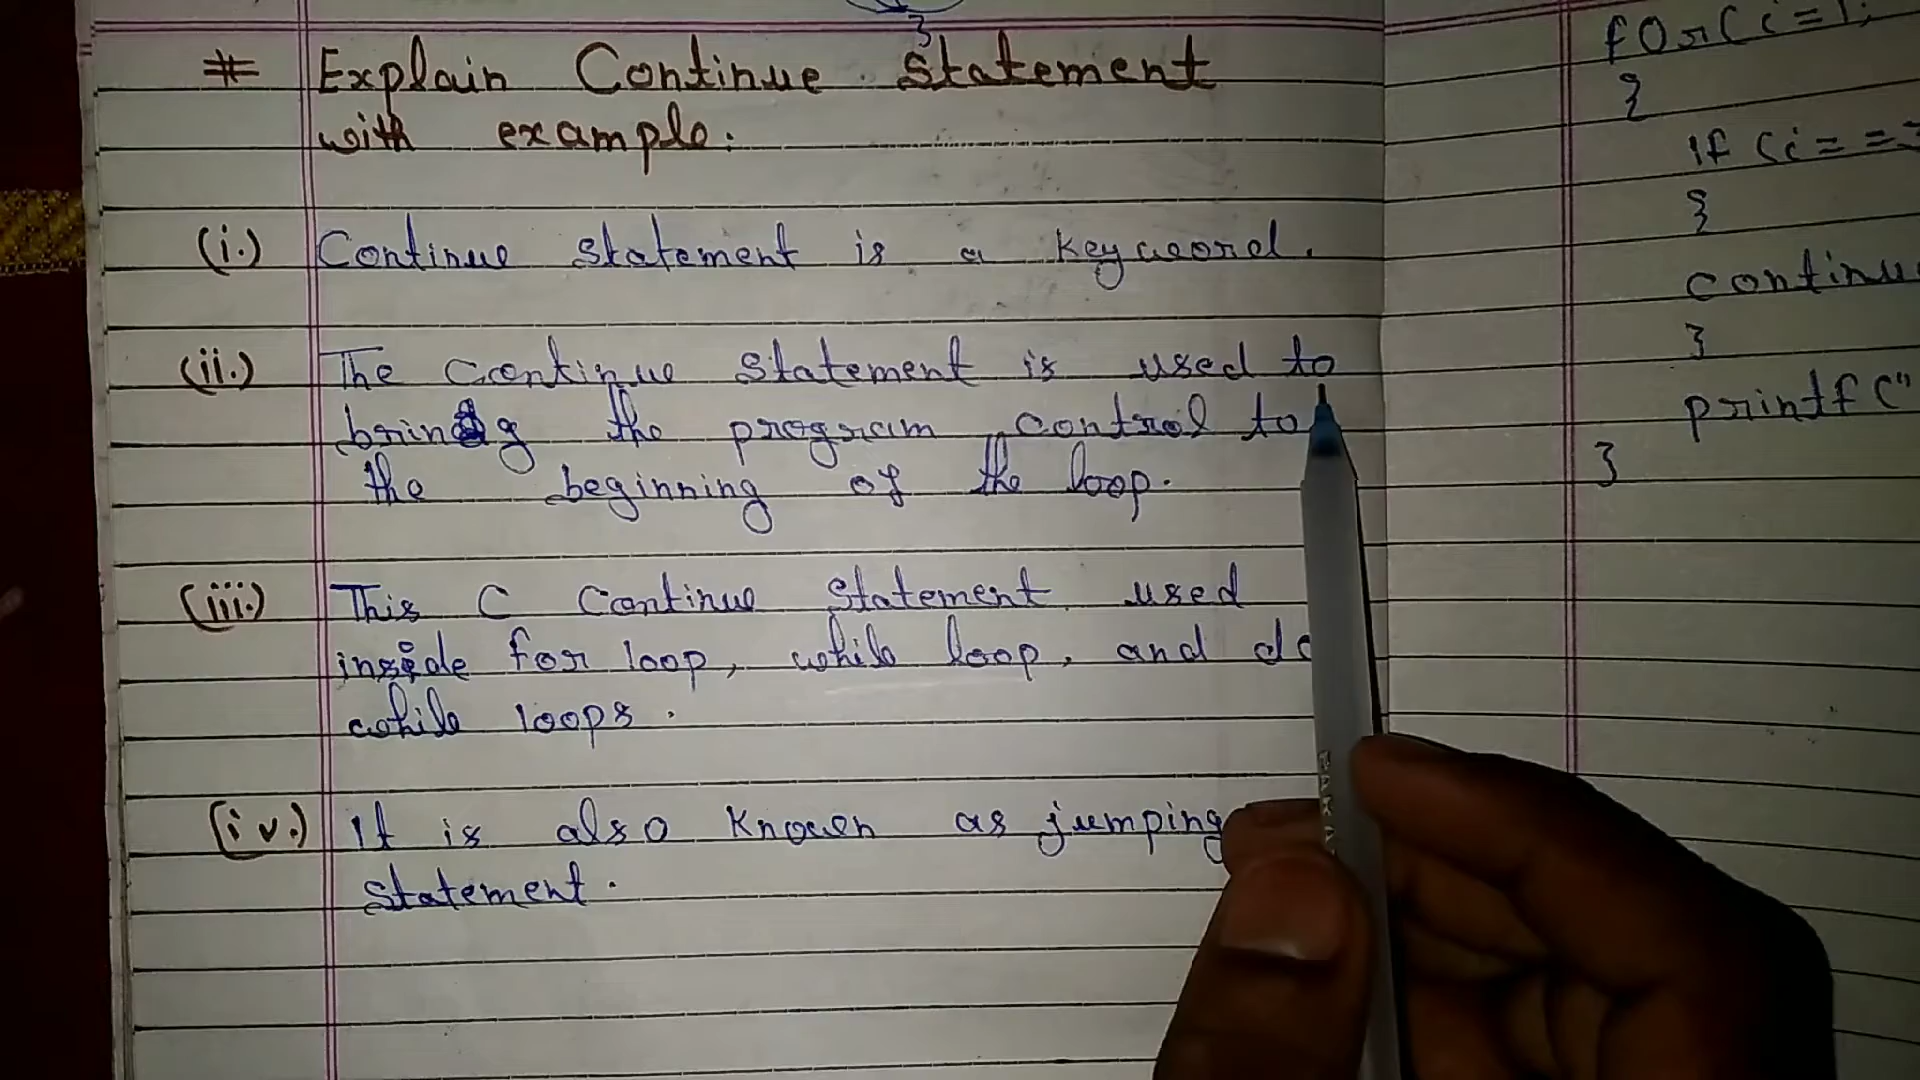 # Explain Continue Statement
with example:
(i.) Continue statement is a keyword.
(ii.) The continue statement is used to
bring the program control to
the beginning of the loop.
(iii.) This C Continue statement used
inside for loop, while loop, and do
while loops.
(iv.) It is also known as jumping
statement.
for(i=1;
{
if (i==3
{
continue
}
printf("
}